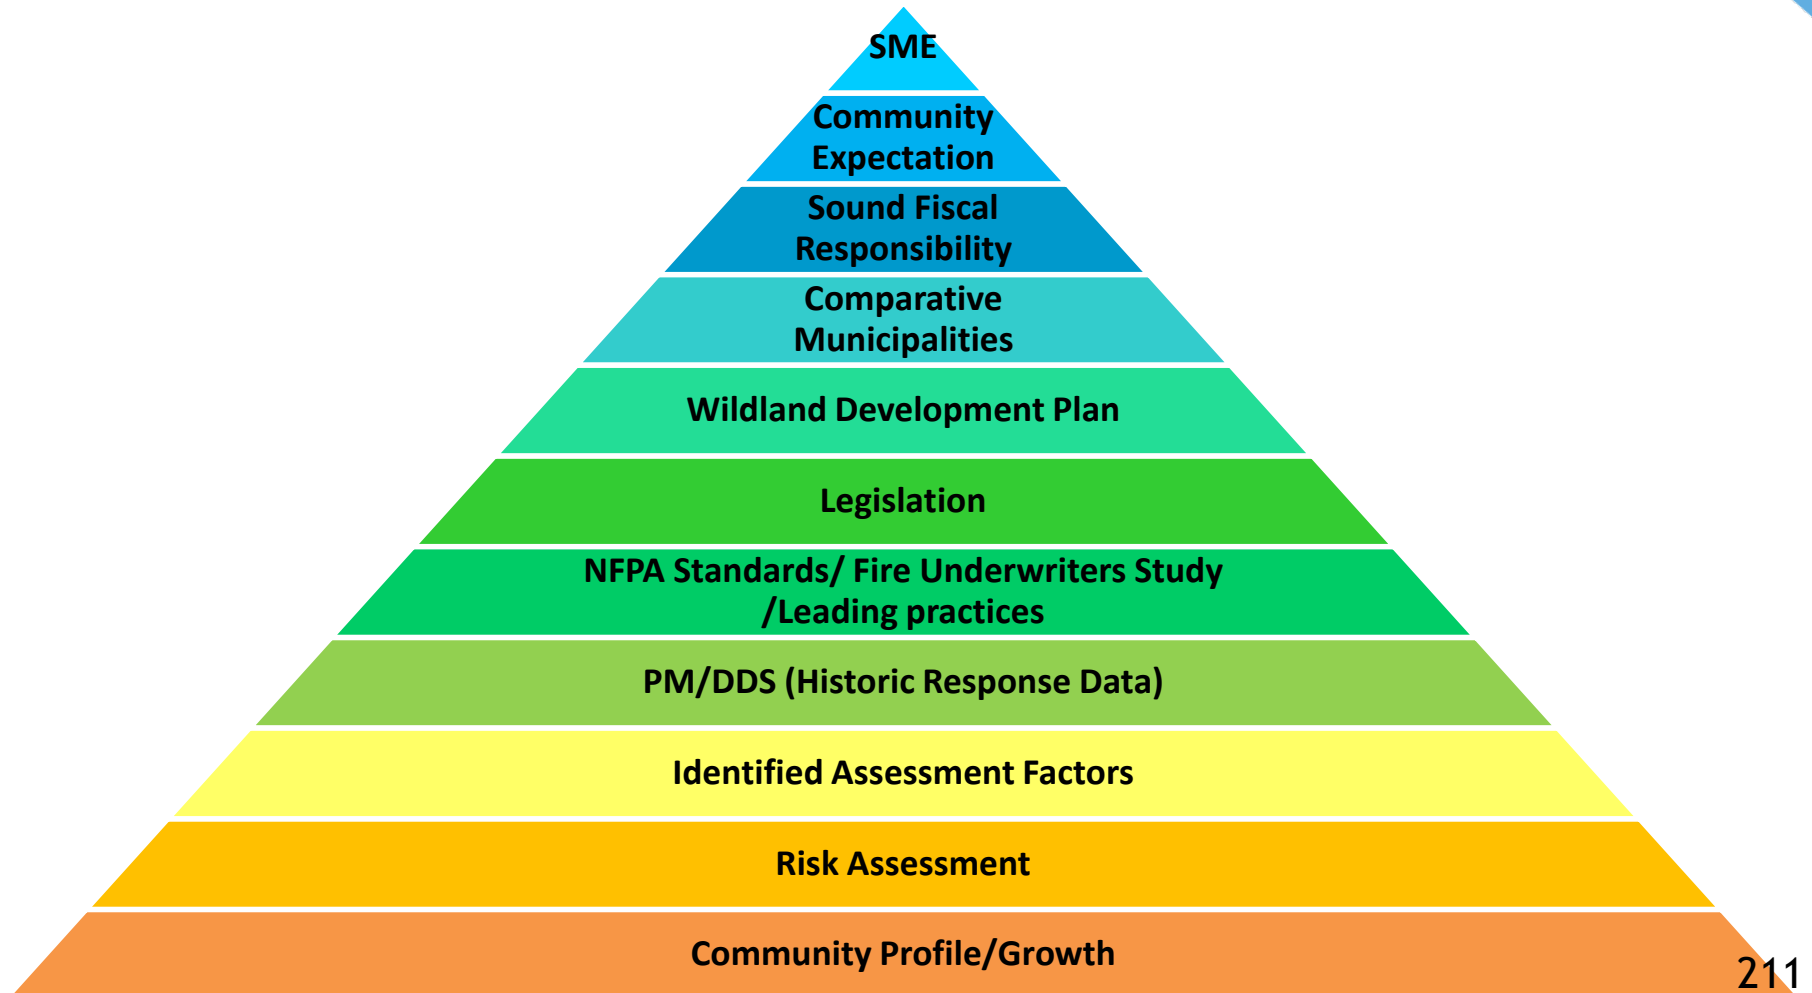 SME
Community
Expectation
Sound Fiscal
Responsibility
Comparative
Municipalities
Wildland Development Plan
Legislation
NFPA Standards/ Fire Underwriters Study
/Leading practices
PM/DDS (Historic Response Data)
Identified Assessment Factors
Risk Assessment
Community Profile/Growth
211